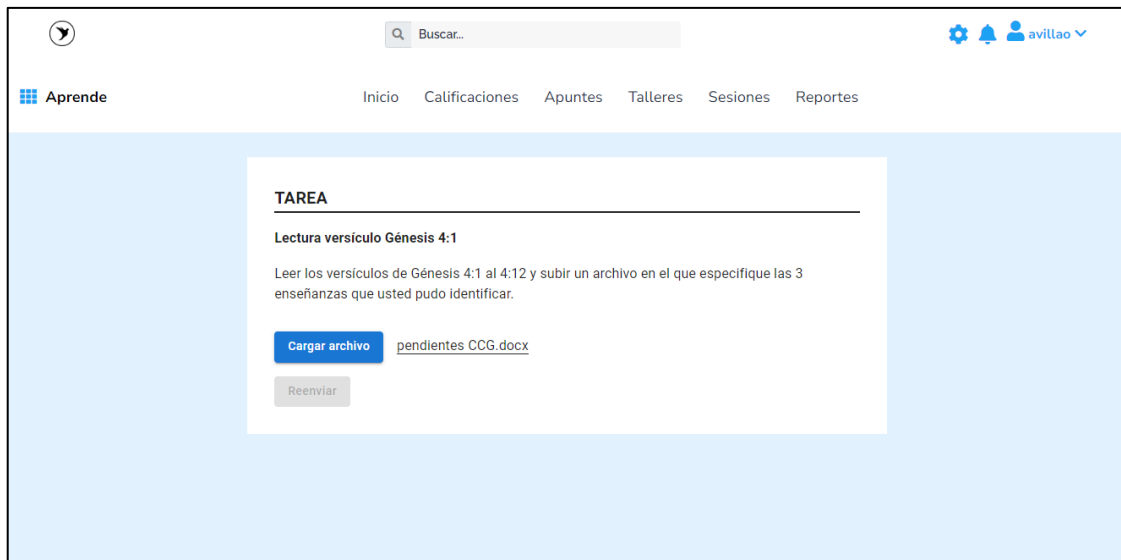 Buscar...
avillao
Aprende
Inicio Calificaciones Apuntes Talleres Sesiones Reportes
TAREA
Lectura versículo Génesis 4:1
Leer los versículos de Génesis 4:1 al 4:12 y subir un archivo en el que especifique las 3
enseñanzas que usted pudo identificar.
Cargar archivo pendientes CCG.docx
Reenviar